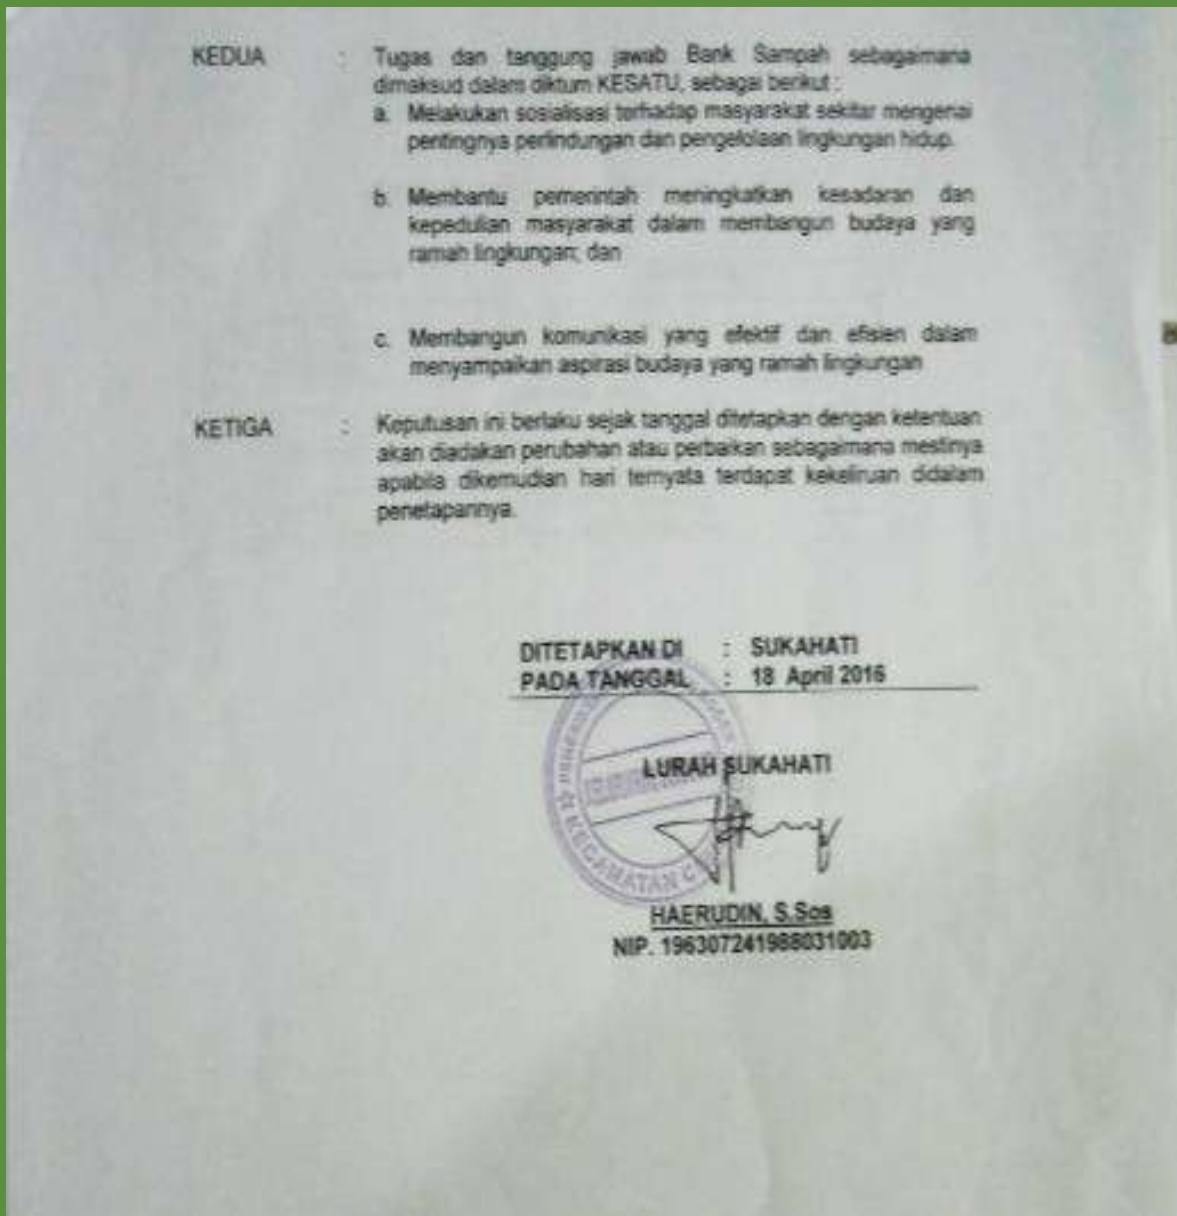 KEDUA : Tugas dan tanggung jawab Bank Sampah sebagaimana
dimaksud dalam diktum KESATU, sebagai berikut :
a. Melakukan sosialisasi terhadap masyarakat sekitar mengenai
pentingnya perlindungan dan pengelolaan lingkungan hidup.
b. Membantu pemerintah meningkatkan kesadaran dan
kepedulian masyarakat dalam membangun budaya yang
ramah lingkungan; dan
c. Membangun komunikasi yang efektif dan efisien dalam
menyampaikan aspirasi budaya yang ramah lingkungan
KETIGA : Keputusan ini berlaku sejak tanggal ditetapkan dengan ketentuan
akan diadakan perubahan atau perbaikan sebagaimana mestinya
apabila dikemudian hari ternyata terdapat kekeliruan didalam
penetapannya.
DITETAPKAN DI : SUKAHATI
PADA TANGGAL : 18 April 2016
LURAH SUKAHATI
KECAMATAN C
HAERUDIN, S.Sos
NIP. 196307241988031003